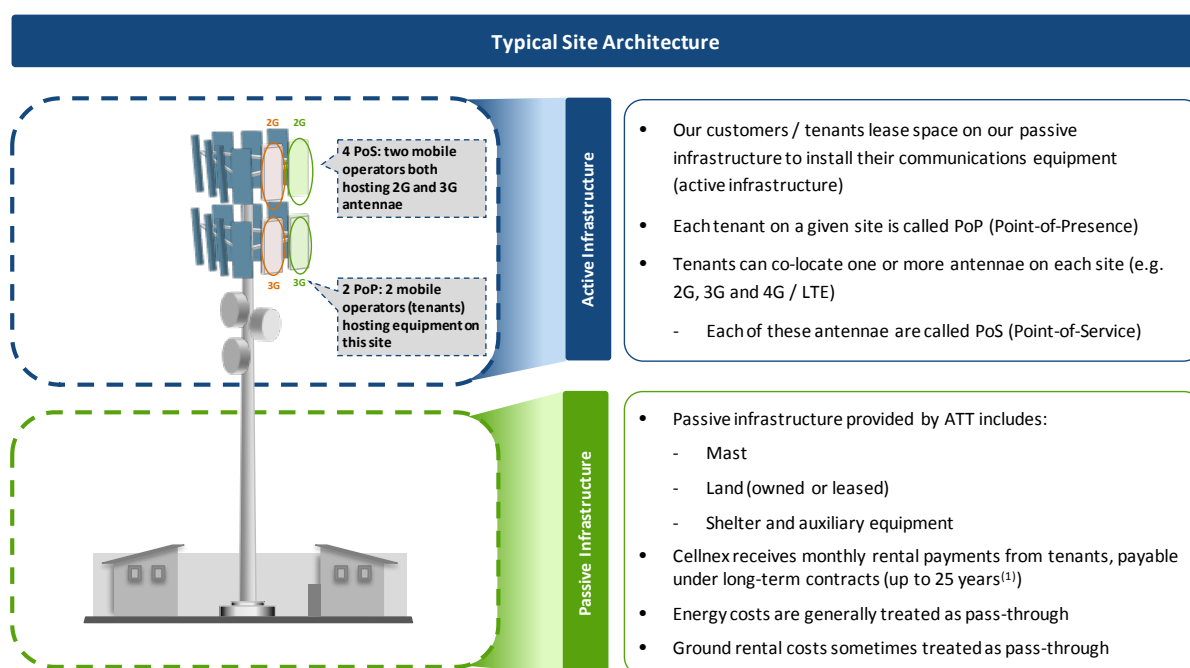 Typical Site Architecture
2G
2G
4 PoS: two mobile
operators both
hosting 2G and 3G
antennae
3G
3G
2 PoP: 2 mobile
operators (tenants)
hosting equipment on
this site
Active Infrastructure
• Our customers / tenants lease space on our passive
infrastructure to install their communications equipment
(active infrastructure)
• Each tenant on a given site is called PoP (Point-of-Presence)
• Tenants can co-locate one or more antennae on each site (e.g.
2G, 3G and 4G / LTE)
- Each of these antennae are called PoS (Point-of-Service)
Passive Infrastructure
• Passive infrastructure provided by ATT includes:
- Mast
- Land (owned or leased)
- Shelter and auxiliary equipment
• Cellnex receives monthly rental payments from tenants, payable
under long-term contracts (up to 25 years(1))
• Energy costs are generally treated as pass-through
• Ground rental costs sometimes treated as pass-through